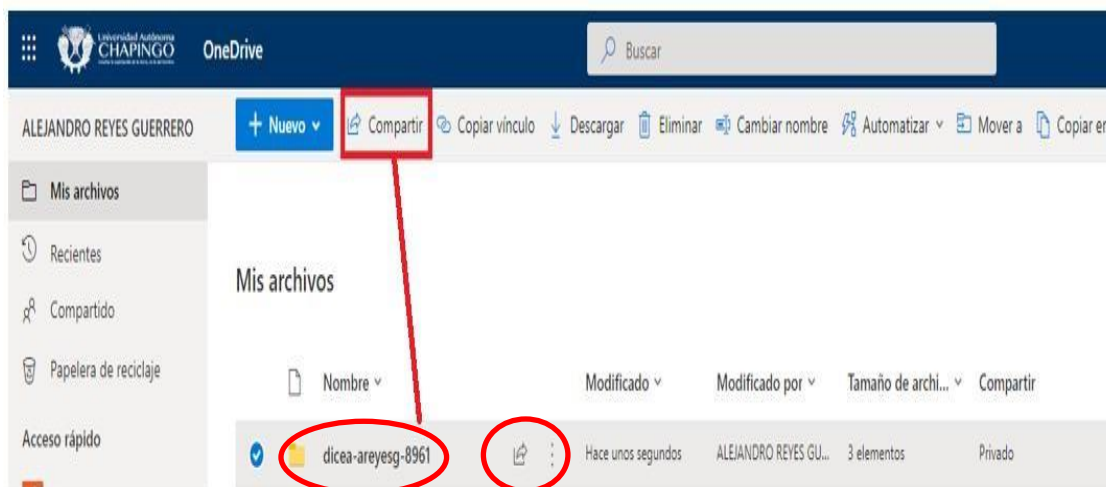 Universidad Autónoma
CHAPINGO
OneDrive
Buscar
ALEJANDRO REYES GUERRERO
+ Nuevo
Compartir
Copiar vínculo
Descargar
Eliminar
Cambiar nombre
Automatizar
Mover a
Copiar en
Mis archivos
Recientes
Compartido
Papelera de reciclaje
Acceso rápido
Mis archivos
Nombre
Modificado
Modificado por
Tamaño de archi...
Compartir
dicea-areyesg-8961
Hace unos segundos
ALEJANDRO REYES GU...
3 elementos
Privado